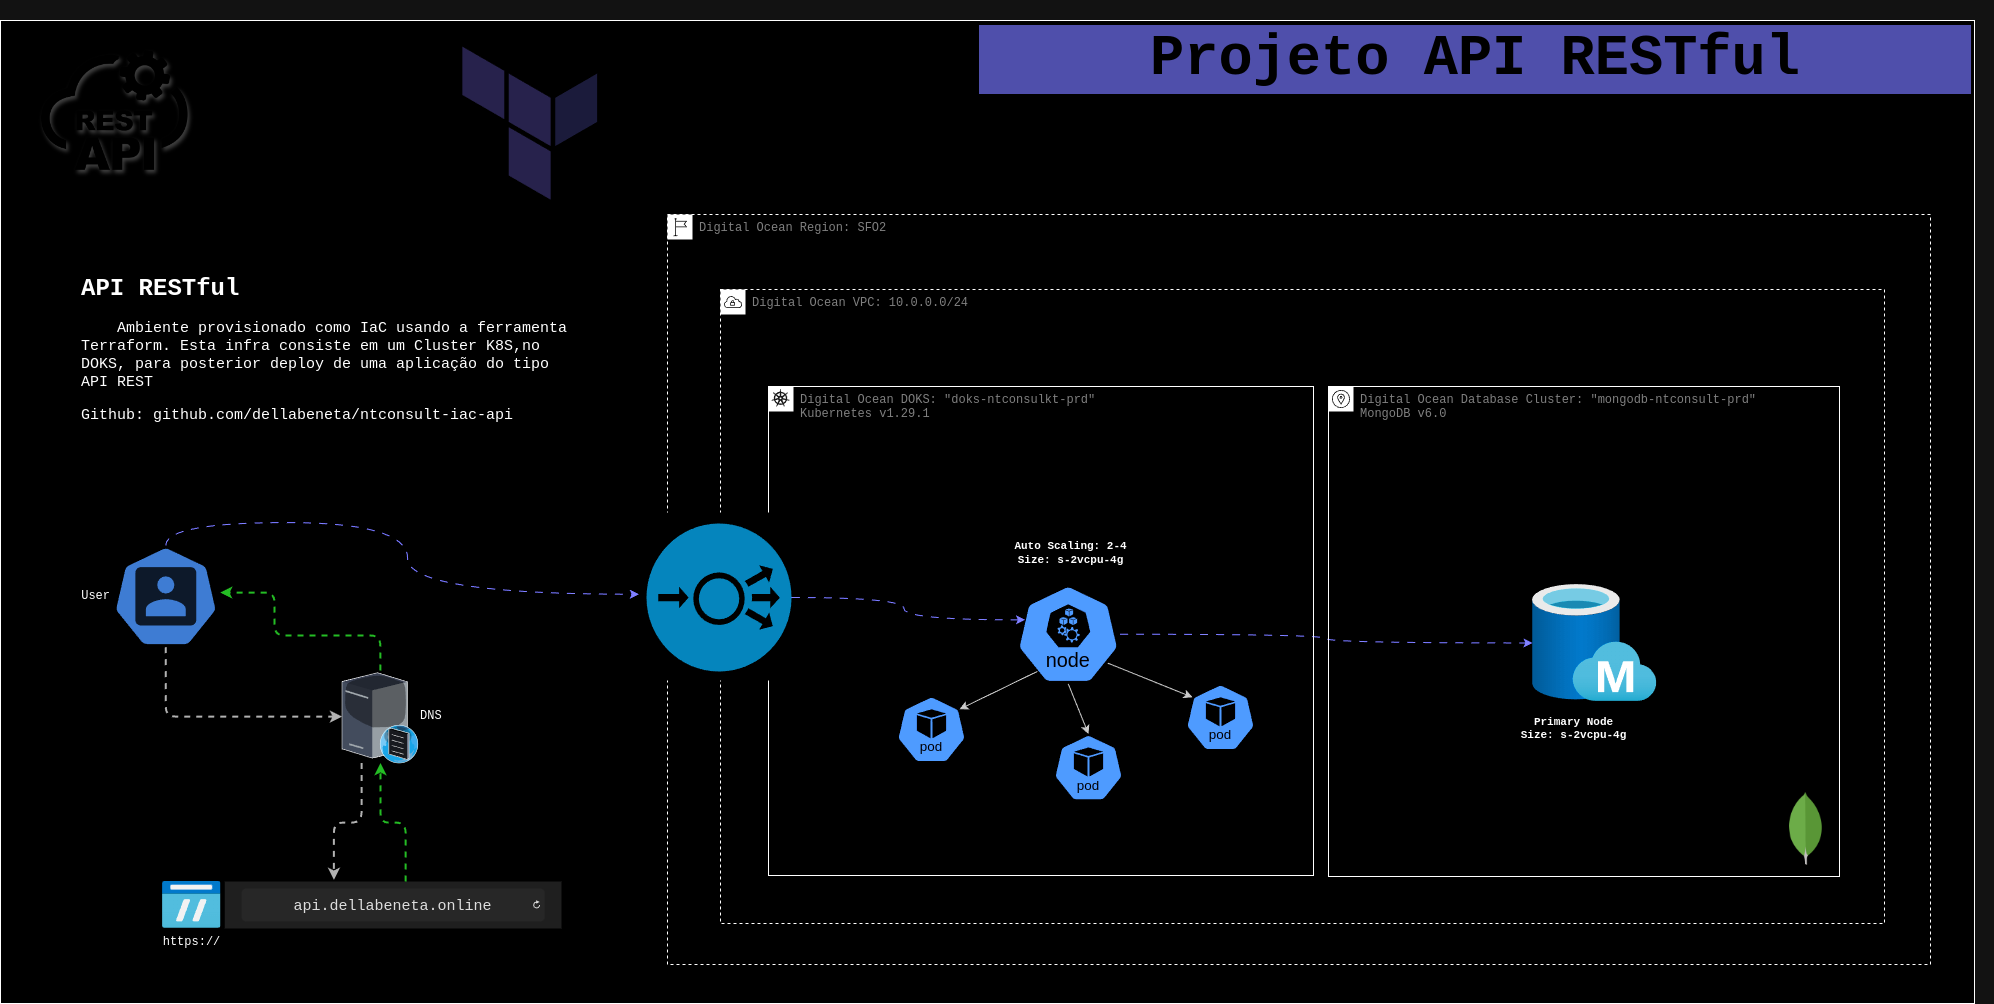 Projeto API RESTful
REST
API
Digital Ocean Region: SFO2
API RESTful
Digital Ocean VPC: 10.0.0.0/24
Ambiente provisionado como IaC usando a ferramenta
Terraform. Esta infra consiste em um Cluster K8S,no
DOKS, para posterior deploy de uma aplicação do tipo
API REST
Github: github.com/dellabeneta/ntconsult-iac-api
Digital Ocean DOKS: "doks-ntconsulkt-prd"
Kubernetes v1.29.1
Digital Ocean Database Cluster: "mongodb-ntconsult-prd"
MongoDB v6.0
Auto Scaling: 2-4
Size: s-2vcpu-4g
User
node
M
DNS
pod
pod
pod
Primary Node
Size: s-2vcpu-4g
api.dellabeneta.online
https://